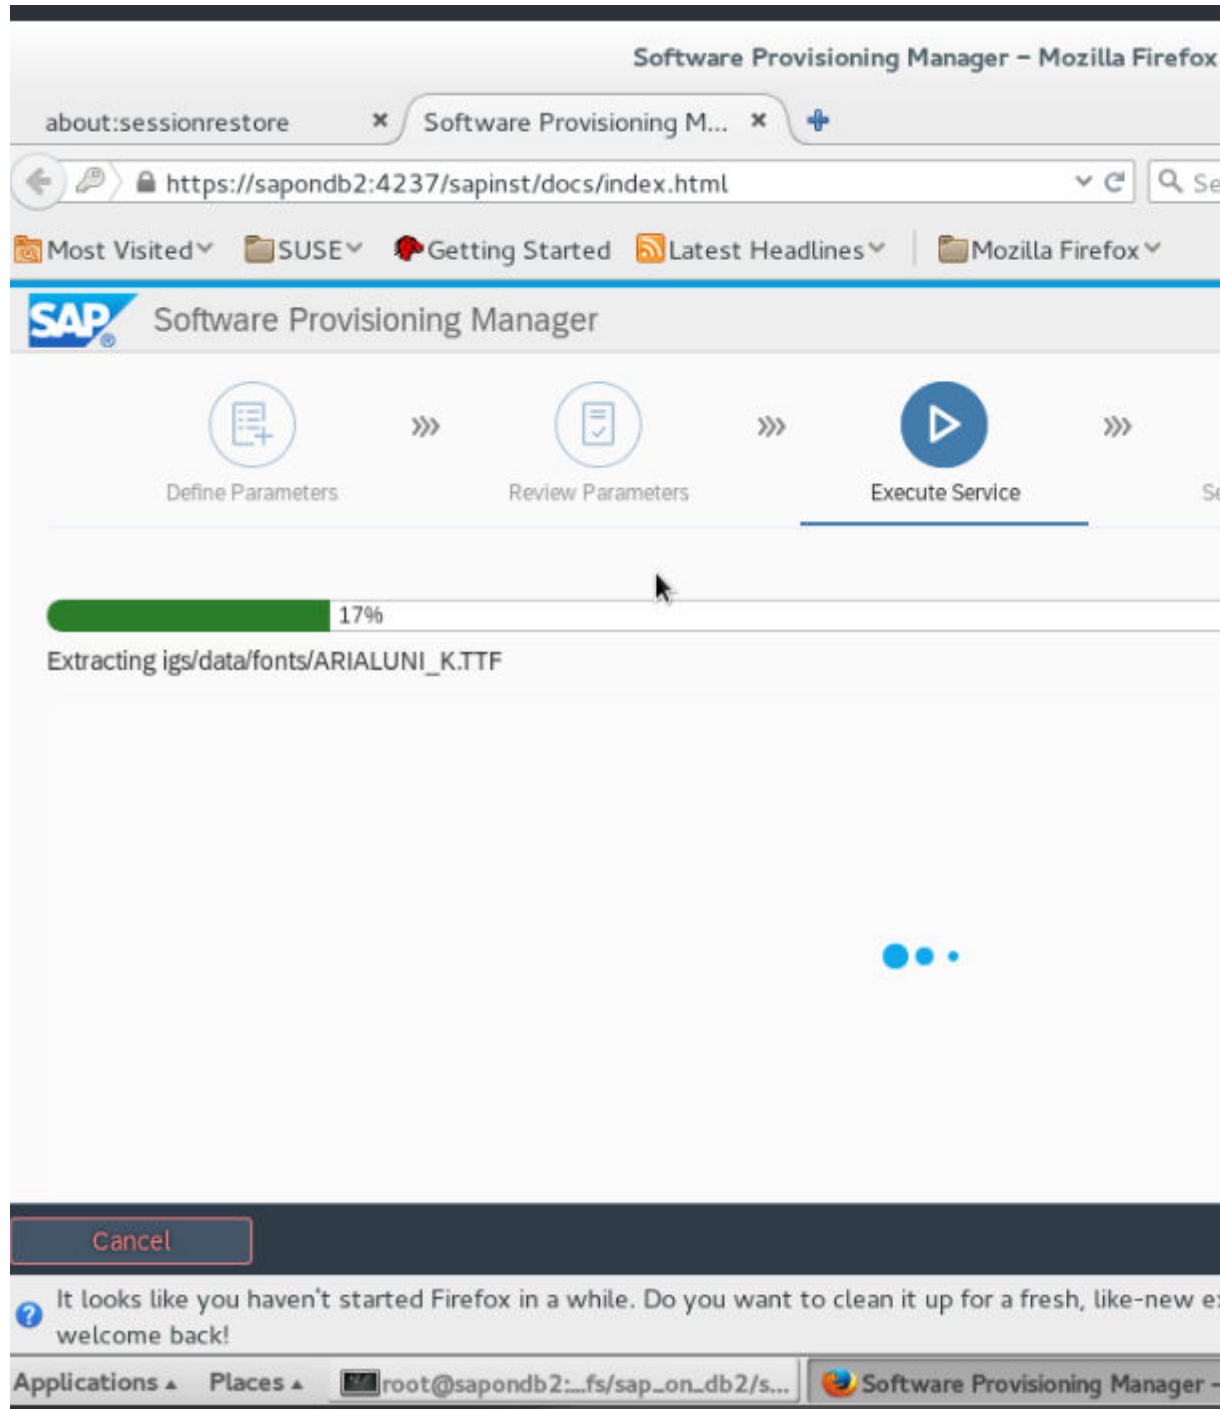 Software Provisioning Manager – Mozilla Firefox
about:sessionrestore
Software Provisioning M...
https://sapondb2:4237/sapinst/docs/index.html
Se
Most Visited
SUSE
Getting Started
Latest Headlines
Mozilla Firefox
SAP®
Software Provisioning Manager
Define Parameters
Review Parameters
Execute Service
Se
17%
Extracting igs/data/fonts/ARIALUNI_K.TTF
Cancel
It looks like you haven't started Firefox in a while. Do you want to clean it up for a fresh, like-new e
welcome back!
Applications
Places
root@sapondb2:...fs/sap_on_db2/s...
Software Provisioning Manager –